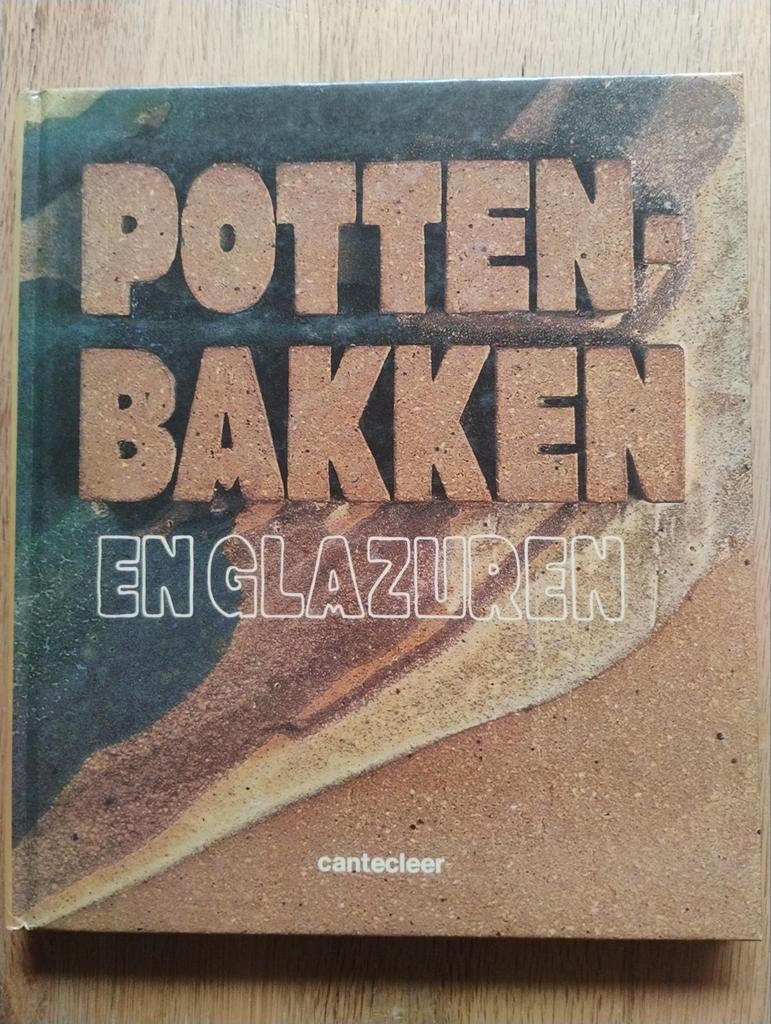 POTTEN-
BAKKEN
EN GLAZUREN
cantecleer